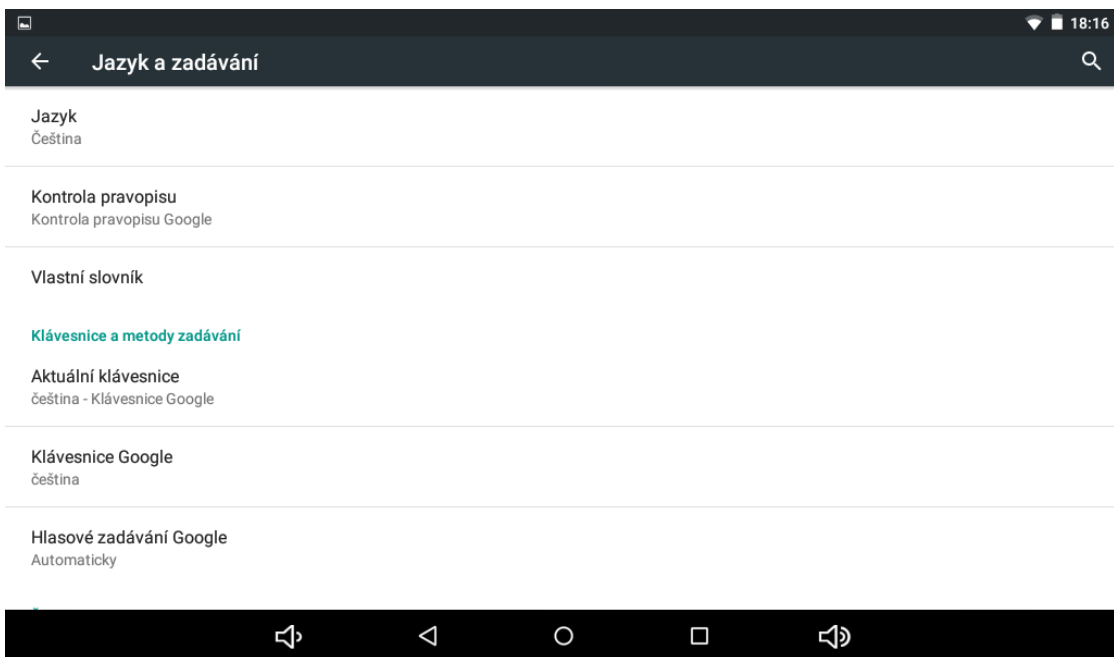 18:16
Jazyk a zadávání
Jazyk
Čeština
Kontrola pravopisu
Kontrola pravopisu Google
Vlastní slovník
Klávesnice a metody zadávání
Aktuální klávesnice
čeština - Klávesnice Google
Klávesnice Google
čeština
Hlasové zadávání Google
Automaticky